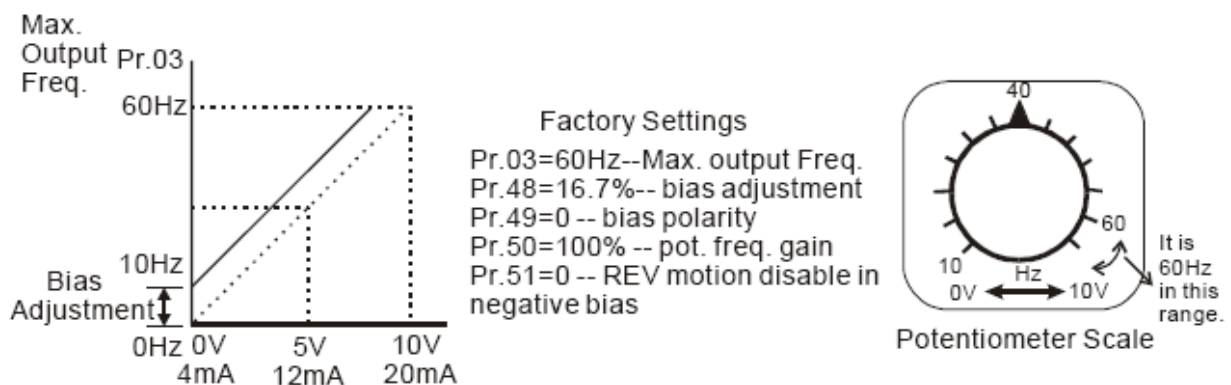 Max.
Output
Freq.
Pr.03
60Hz
10Hz
Bias
Adjustment
0Hz
0V
4mA
5V
12mA
10V
20mA
Factory Settings
Pr.03=60Hz--Max. output Freq.
Pr.48=16.7%-- bias adjustment
Pr.49=0 -- bias polarity
Pr.50=100% -- pot. freq. gain
Pr.51=0 -- REV motion disable in
negative bias
40
60
10
Hz
0V
10V
It is
60Hz
in this
range.
Potentiometer Scale